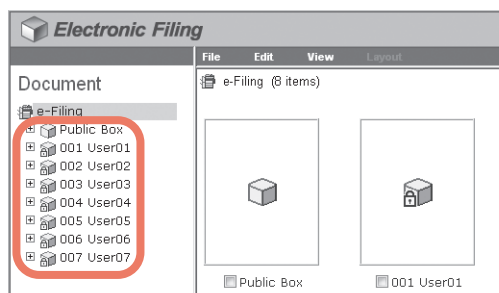 Electronic Filing
File Edit View Layout
Document
e-Filing (8 items)
e-Filing
Public Box
001 User01
002 User02
003 User03
004 User04
005 User05
006 User06
007 User07
Public Box
001 User01